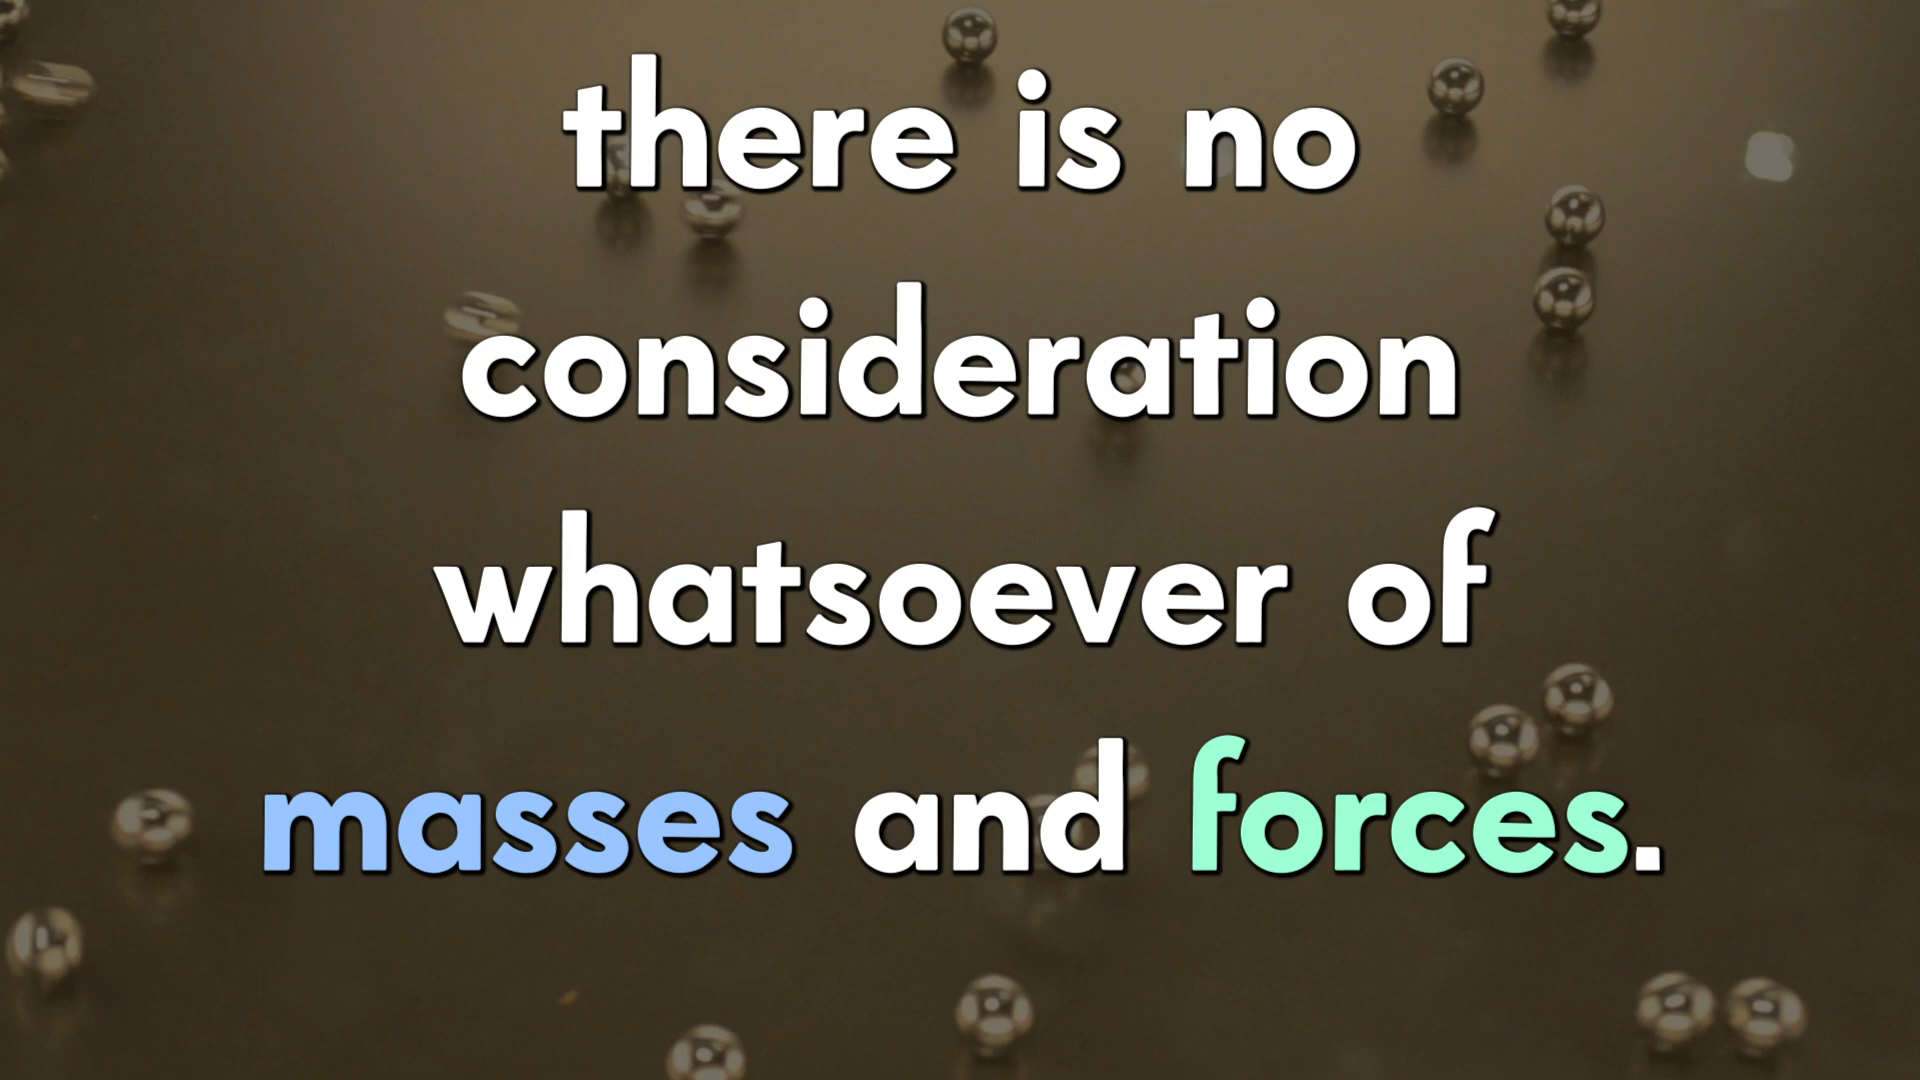 there is no
consideration
whatsoever of
masses and forces.